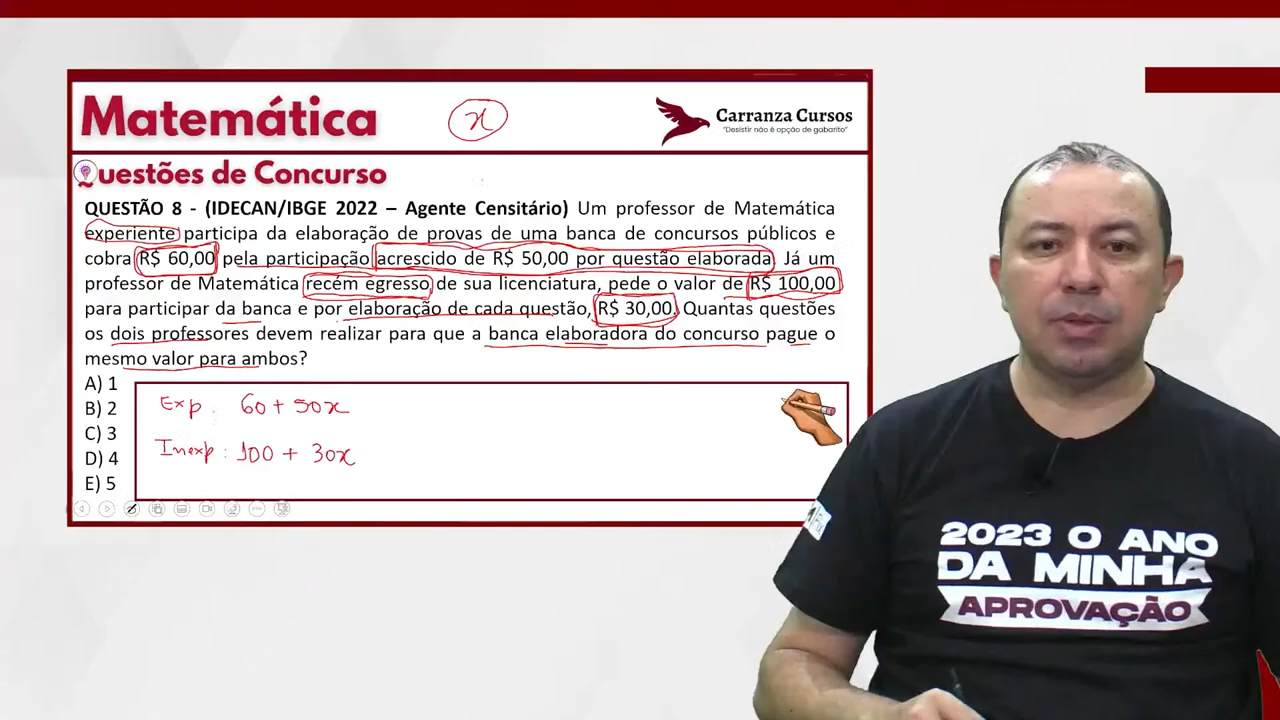 Matemática
x
Carranza Cursos
"Desistir não é opção de gabarito"
Questões de Concurso
QUESTÃO 8 - (IDECAN/IBGE 2022 – Agente Censitário) Um professor de Matemática
experiente participa da elaboração de provas de uma banca de concursos públicos e
cobra R$ 60,00 pela participação acrescido de R$ 50,00 por questão elaborada. Já um
professor de Matemática recém egresso de sua licenciatura, pede o valor de R$ 100,00
para participar da banca e por elaboração de cada questão, R$ 30,00. Quantas questões
os dois professores devem realizar para que a banca elaboradora do concurso pague o
mesmo valor para ambos?
A) 1
B) 2
C) 3
D) 4
E) 5
Exp: 60 + 50x
Inexp: 100 + 30x
2023 O ANO
DA MINHA
APROVAÇÃO